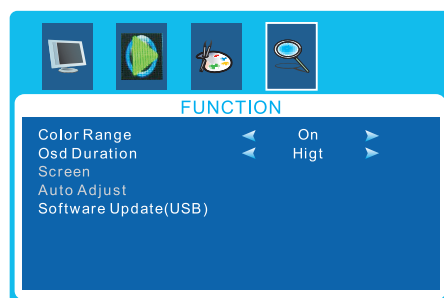 FUNCTION
Color Range On
Osd Duration Higt
Screen
Auto Adjust
Software Update(USB)